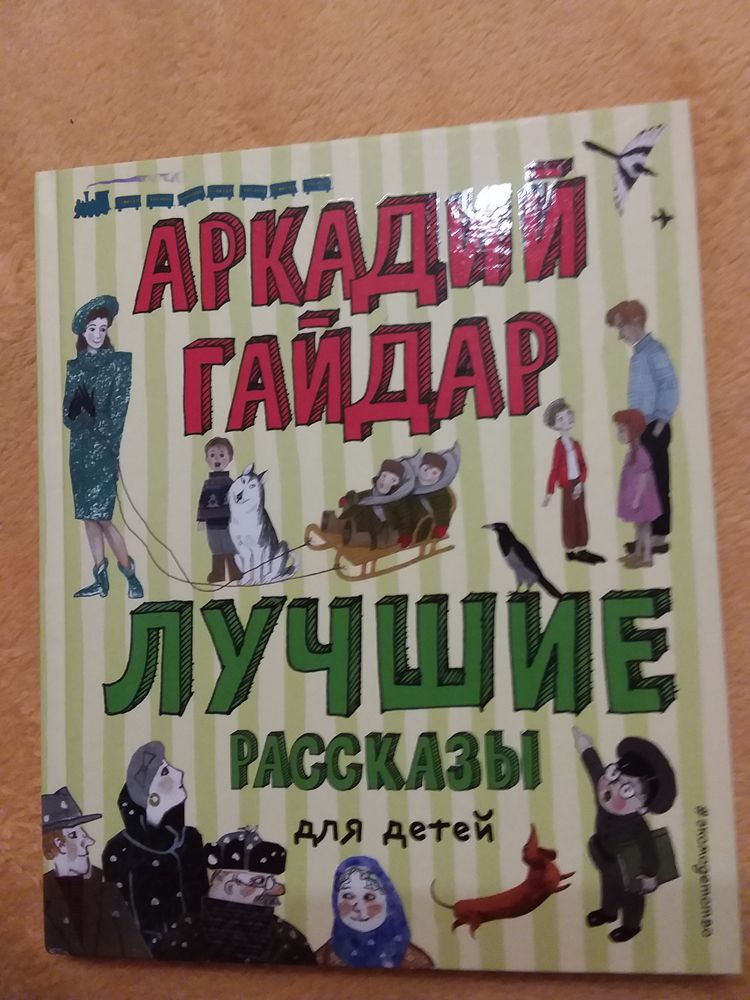 АРКАДИЙ
ГАЙДАР
ЛУЧШИЕ
РАССКАЗЫ
для детей
#эксмодетство